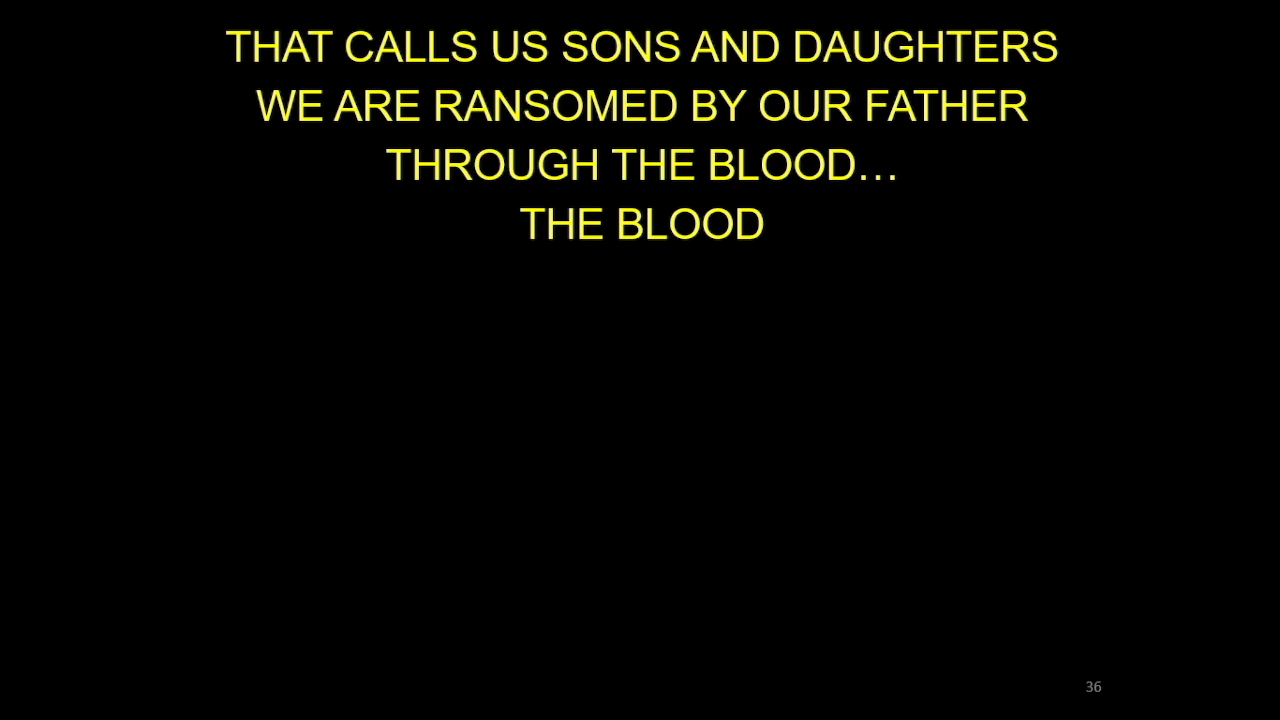 THAT CALLS US SONS AND DAUGHTERS
WE ARE RANSOMED BY OUR FATHER
THROUGH THE BLOOD…
THE BLOOD
36